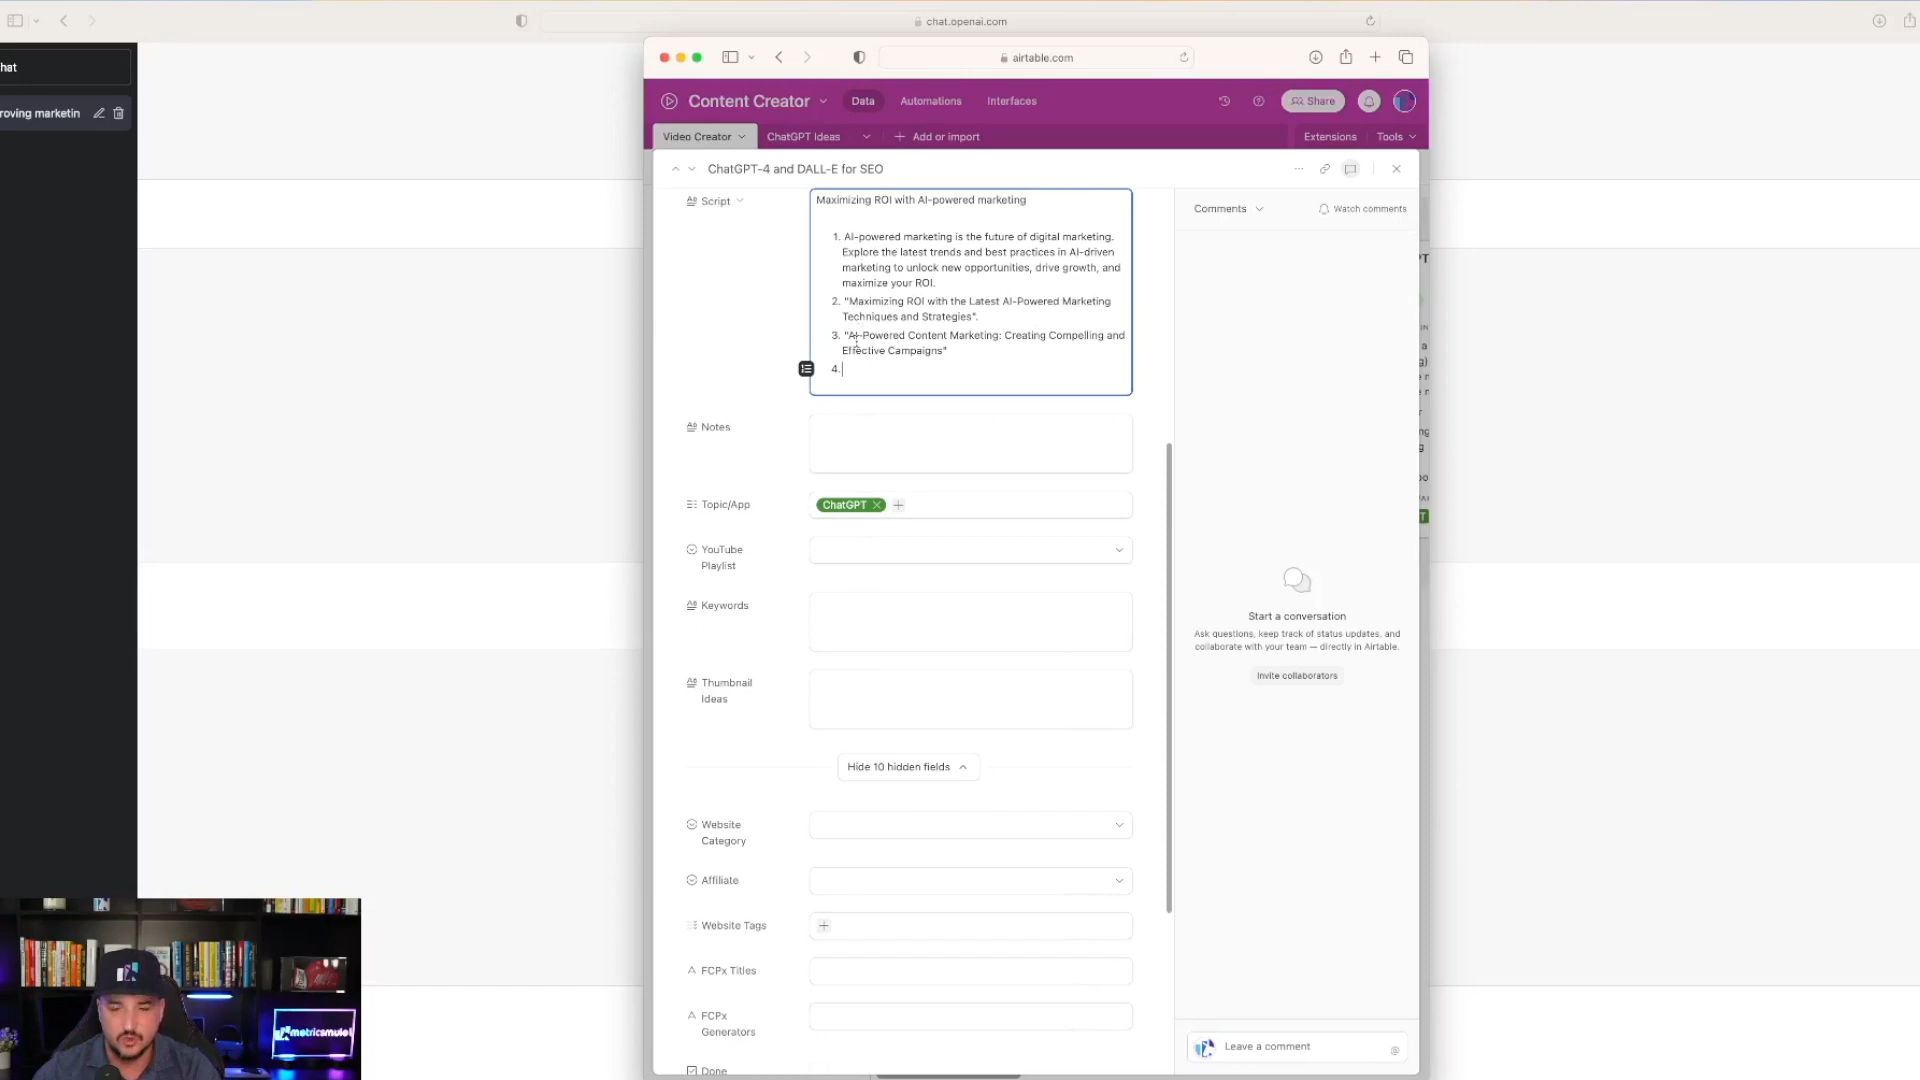 chat.openai.com
hat
roving marketin
airtable.com
Content Creator
Data
Automations
Interfaces
Share
Video Creator
ChatGPT Ideas
Add or import
Extensions
Tools
ChatGPT-4 and DALL-E for SEO
Script
Maximizing ROI with AI-powered marketing
1. AI-powered marketing is the future of digital marketing.
Explore the latest trends and best practices in AI-driven
marketing to unlock new opportunities, drive growth, and
maximize your ROI.
2. "Maximizing ROI with the Latest AI-Powered Marketing
Techniques and Strategies".
3. "AI-Powered Content Marketing: Creating Compelling and
Effective Campaigns"
4.
Comments
Watch comments
Notes
Topic/App
ChatGPT
YouTube
Playlist
Keywords
Thumbnail
Ideas
Hide 10 hidden fields
Website
Category
Affiliate
Website Tags
FCPx Titles
FCPx
Generators
Done
Start a conversation
Ask questions, keep track of status updates, and
collaborate with your team — directly in Airtable.
Invite collaborators
Leave a comment
metricsmule